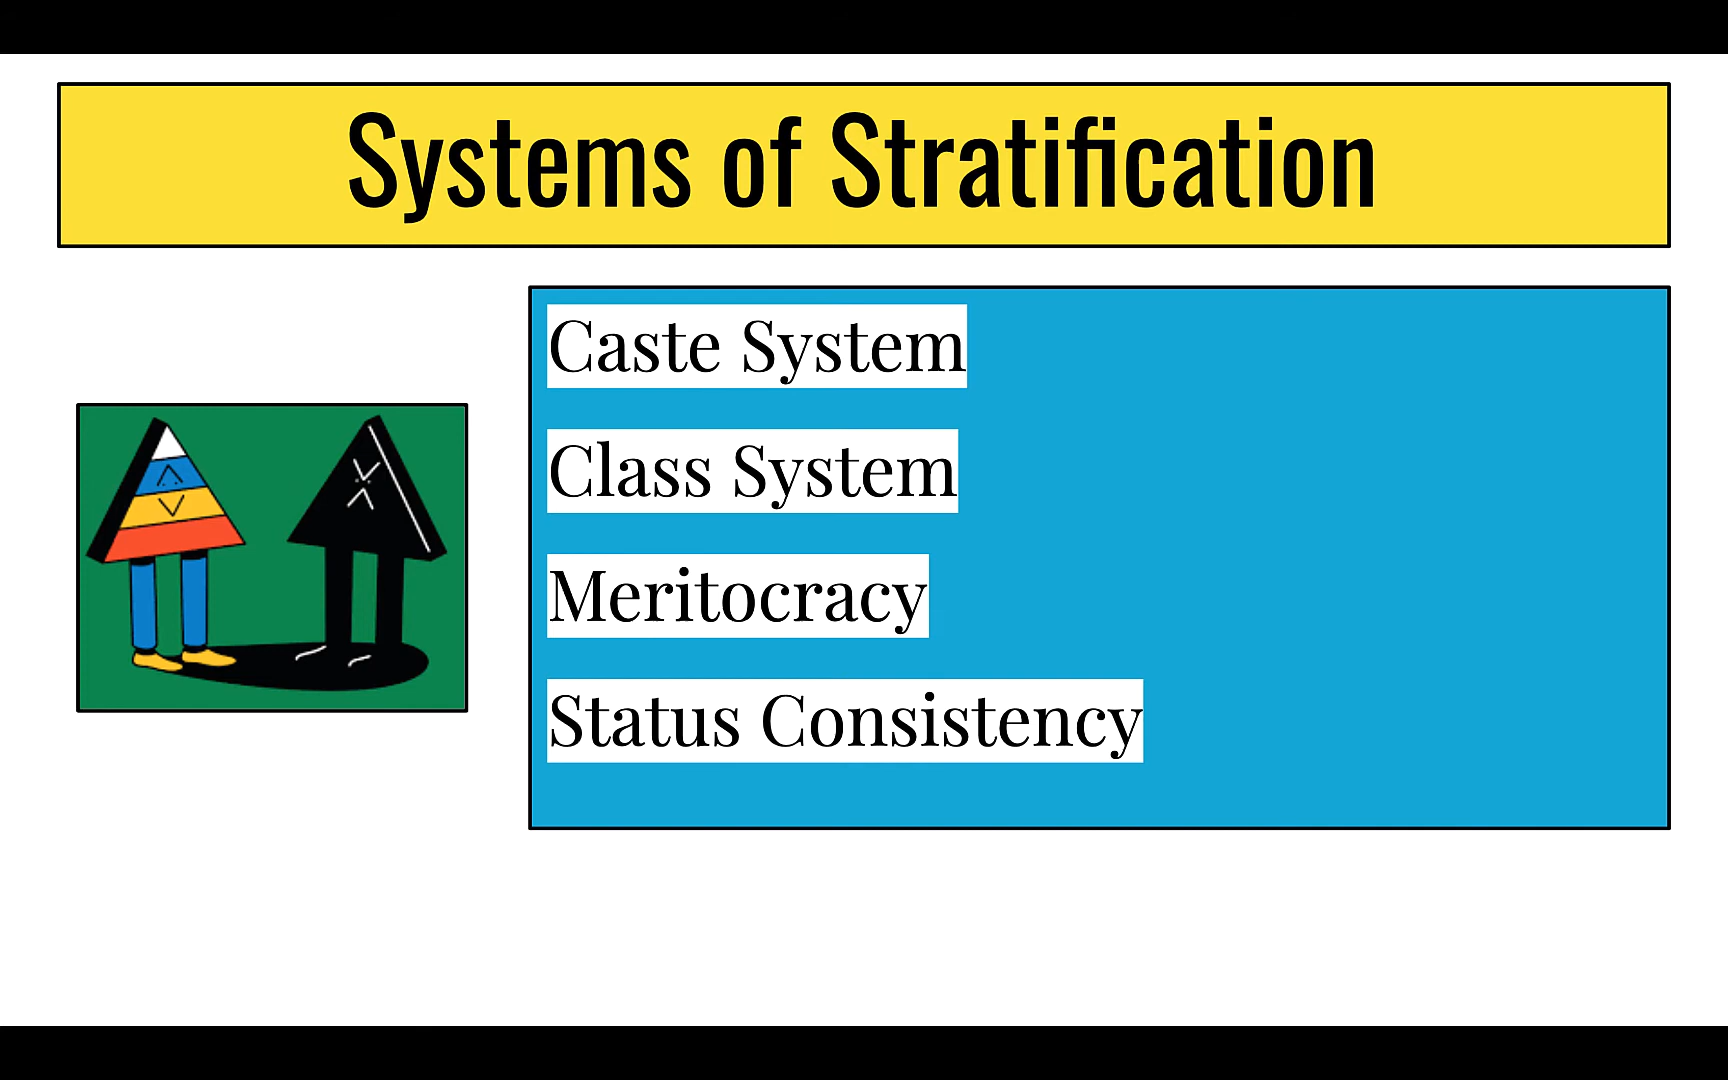 Systems of Stratification
Caste System
Class System
Meritocracy
Status Consistency